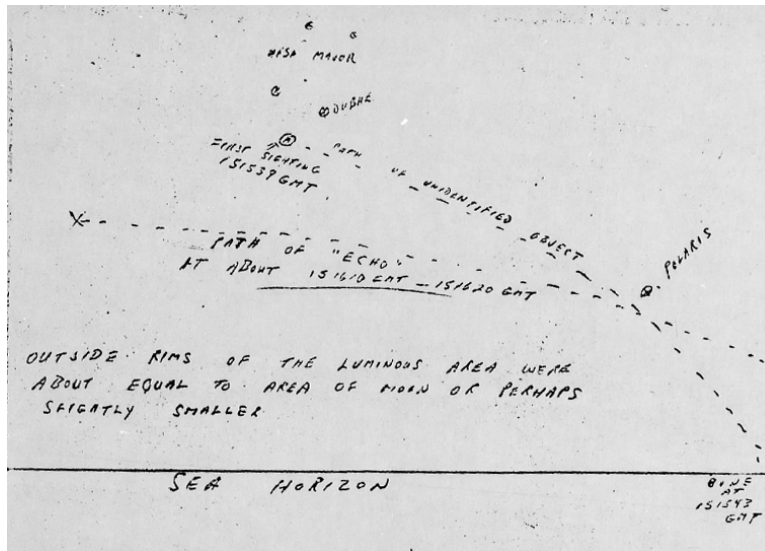 URSA MAJOR
DUBHE
FIRST SIGHTING
151539 GMT
PATH OF UNIDENTIFIED OBJECT
POLARIS
X
PATH OF "ECHO"
AT ABOUT 151610 GMT - 151620 GMT
OUTSIDE RIMS OF THE LUMINOUS AREA WERE
ABOUT EQUAL TO AREA OF MOON OR PERHAPS
SLIGHTLY SMALLER
SEA HORIZON
GONE
AT
151543
GMT